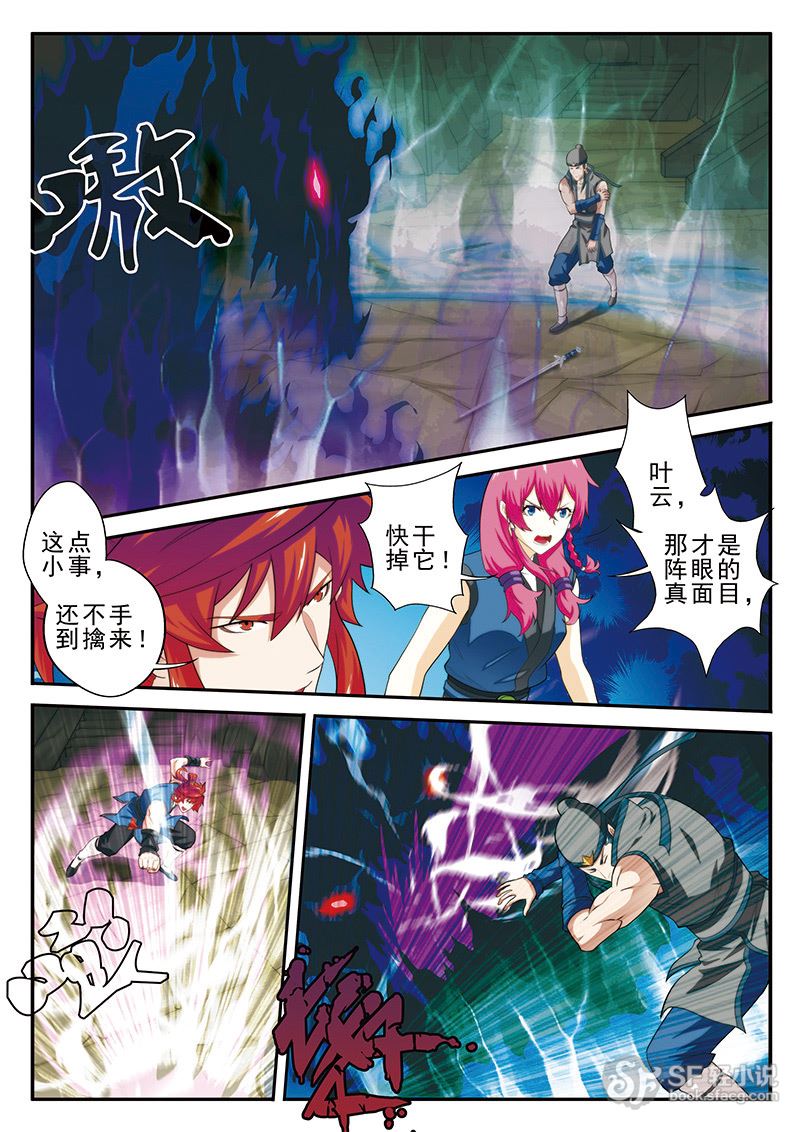 嗷
叶云，
那才是
阵眼的
真面目，
快干
掉它！
这点
小事，
还不手
到擒来！
SF轻小说
book.sfacg.com